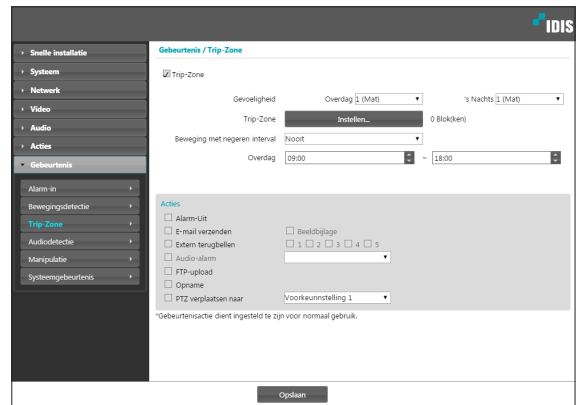 IDIS
Snelle installatie
Systeem
Netwerk
Video
Audio
Acties
Gebeurtenis
Alarm-in
Bewegingsdetectie
Trip-Zone
Audiodetectie
Manipulatie
Systeemgebeurtenis
Gebeurtenis / Trip-Zone
Trip-Zone
Gevoeligheid Overdag 1 (Mat) 's Nachts 1 (Mat)
Trip-Zone Instellen... 0 Blok(ken)
Beweging met negeren interval Nooit
Overdag 09:00 ~ 18:00
Acties
Alarm-Uit
E-mail verzenden Beeldbijlage
Extern terugbellen 1 2 3 4 5
Audio-alarm
FTP-upload
Opname
PTZ verplaatsen naar Voorkeurinstelling 1
*Gebeurtenisactie dient ingesteld te zijn voor normaal gebruik.
Opslaan